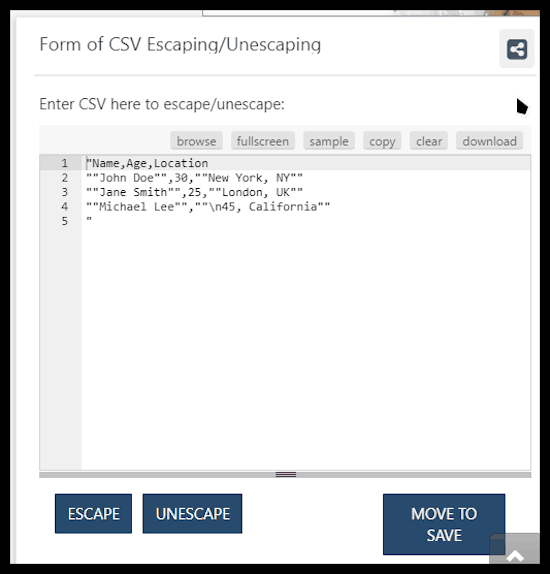 Form of CSV Escaping/Unescaping
Enter CSV here to escape/unescape:
browse fullscreen sample copy clear download
1 "Name,Age,Location
2 ""John Doe"",30,""New York, NY""
3 ""Jane Smith"",25,""London, UK""
4 ""Michael Lee"",""\n45, California""
5 "
ESCAPE UNESCAPE MOVE TO
SAVE